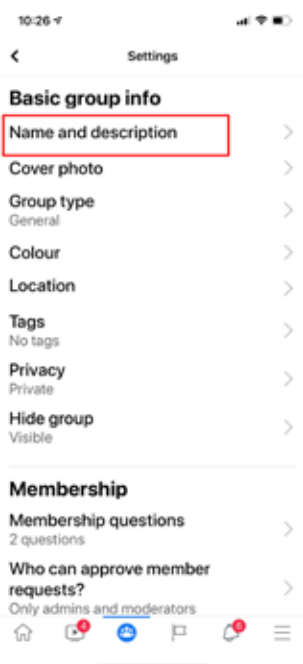 10:26
Settings
Basic group info
Name and description
Cover photo
Group type
General
Colour
Location
Tags
No tags
Privacy
Private
Hide group
Visible
Membership
Membership questions
2 questions
Who can approve member
requests?
Only admins and moderators